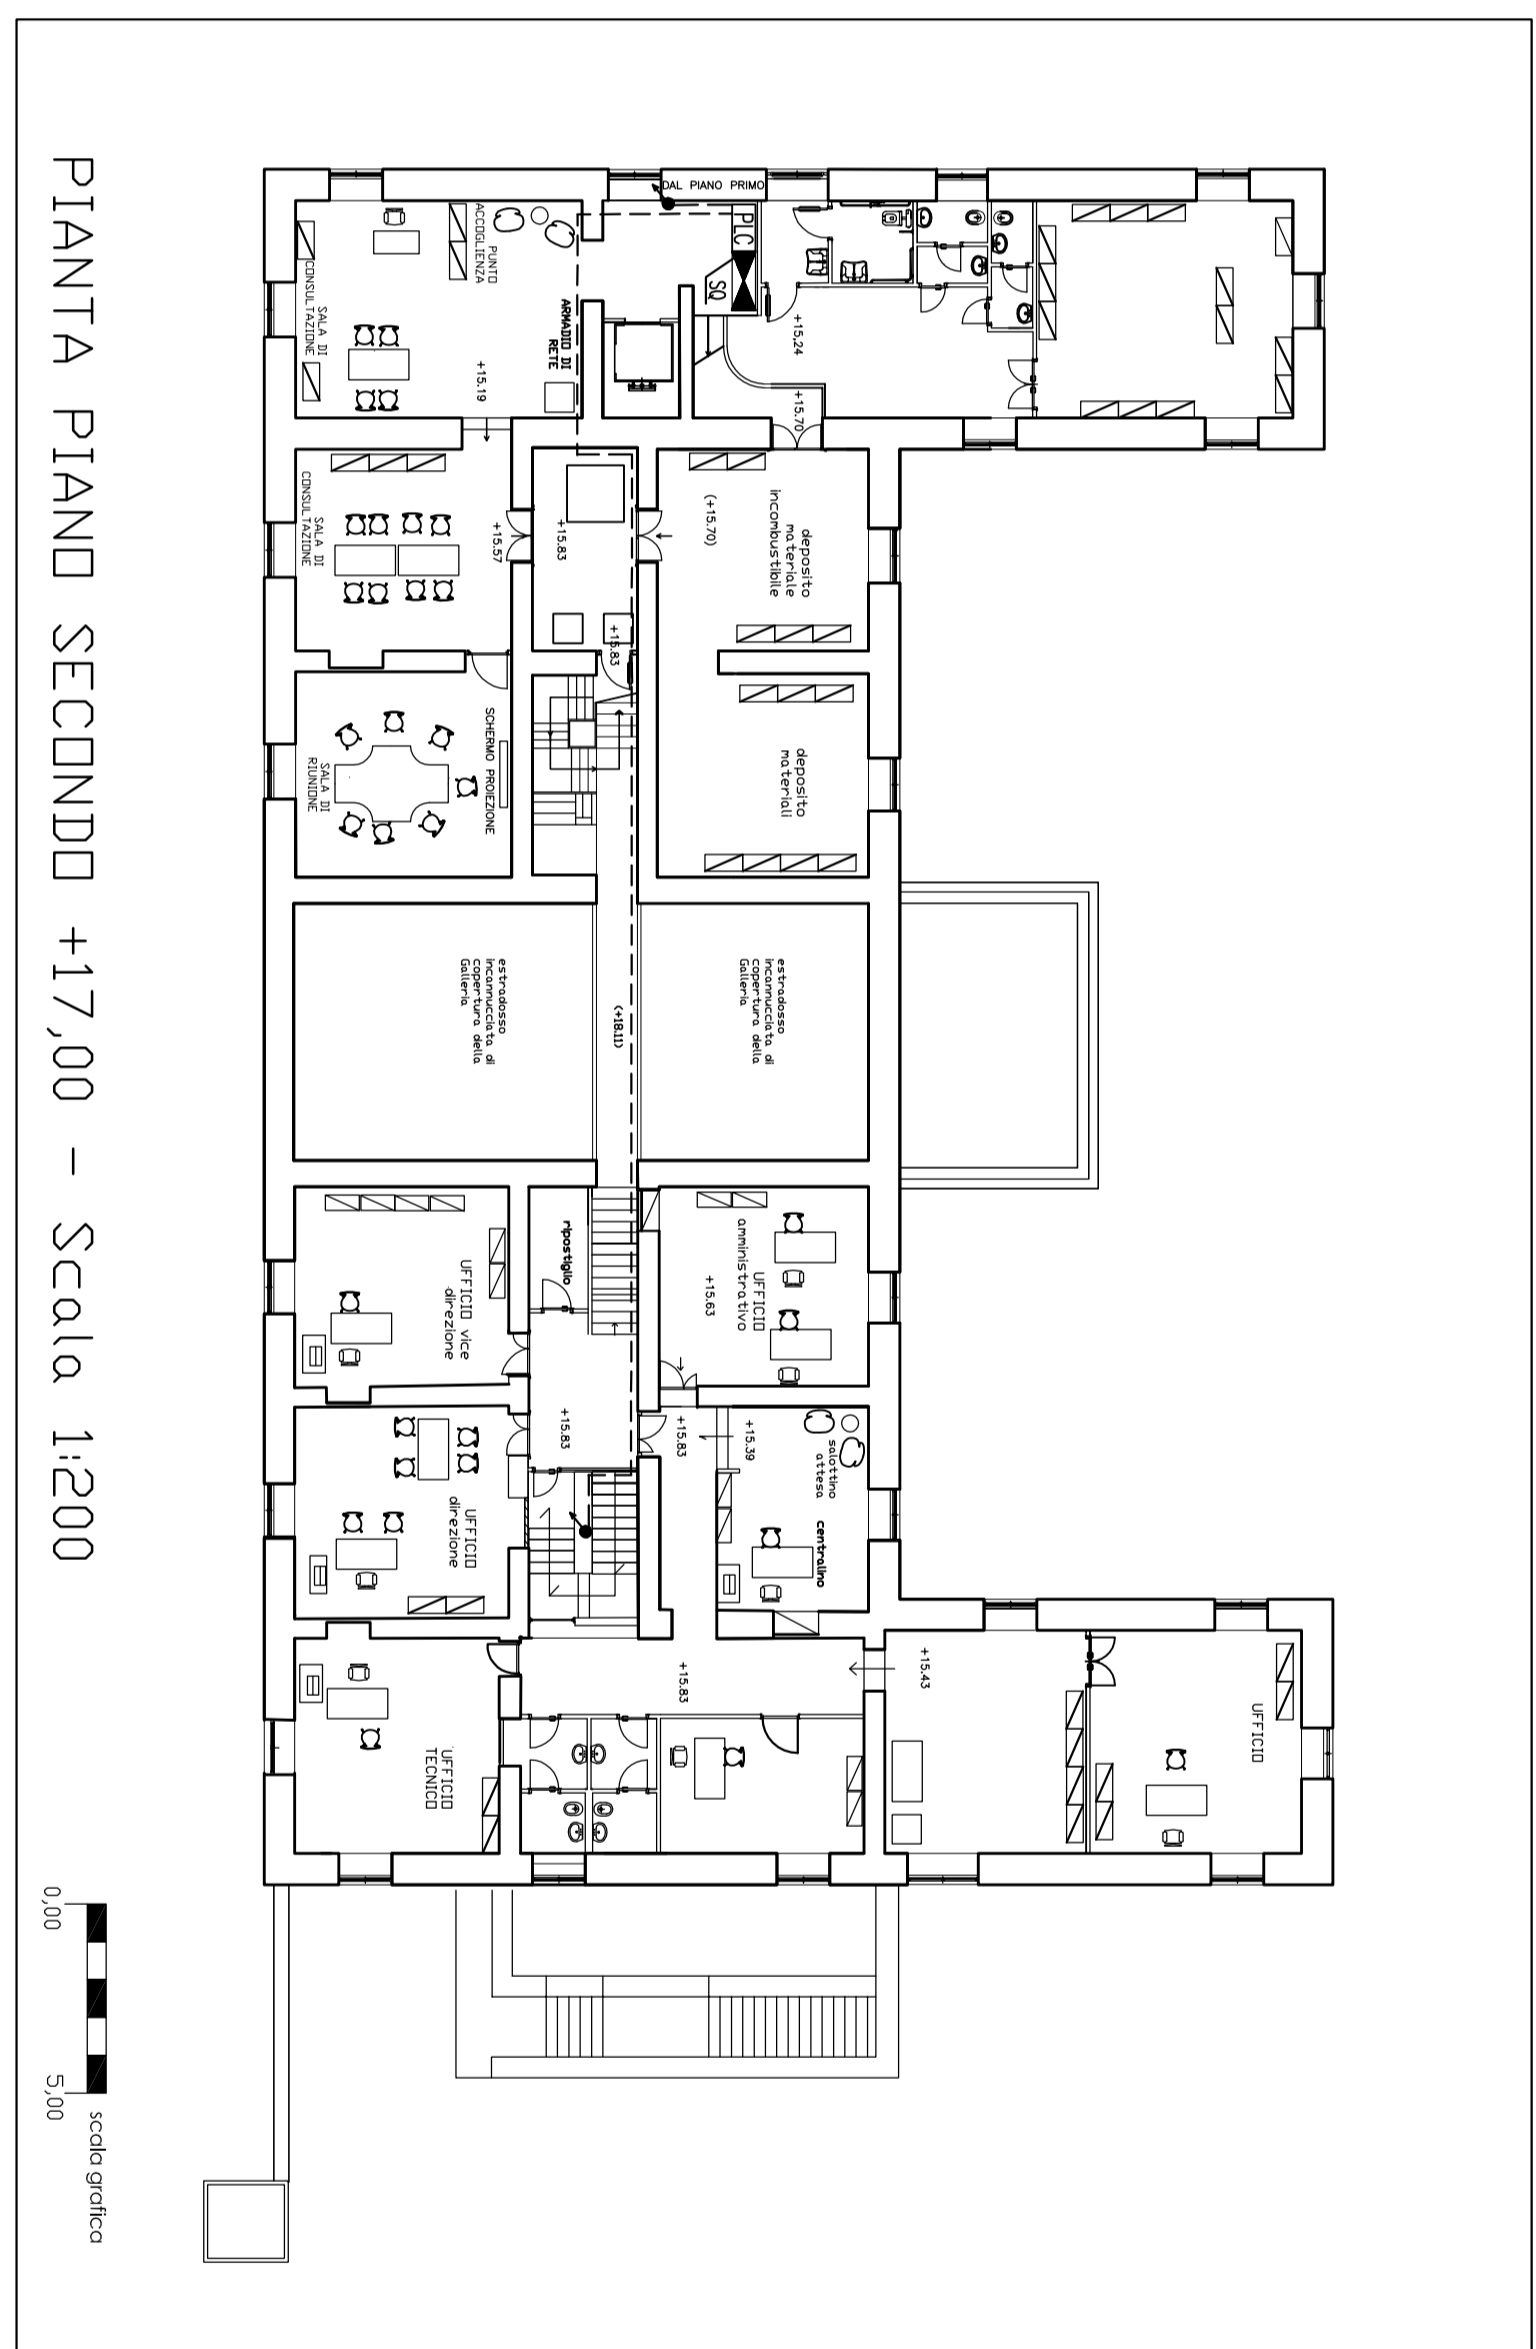 PIANTA PIANO SECONDO +17,00 - Scala 1:200
DAL PIANO PRIMO
PLC
SQ
PUNTO
ACCOGLIENZA
SALA DI
CONSULTAZIONE
ARMADIO DI
RETE
+15.19
+15,24
+15.70
SALA DI
CONSULTAZIONE
+15.57
+15.83
+15.83
(+15.70)
deposito
materiale
incombustibile
SCHERMO PROIEZIONE
SALA DI
RIUNIONE
deposito
materiali
estradosso
incannucciata di
copertura della
Galleria
(+18.11)
estradosso
incannucciata di
copertura della
Galleria
UFFICIO vice
direzione
ripostiglio
UFFICIO
amministrativo
+15.63
UFFICIO
direzione
+15.83
+15.83
+15.39
salottino
attesa
centralino
UFFICIO
TECNICO
+15.83
+15.43
UFFICIO
0,00
5,00
scala grafica